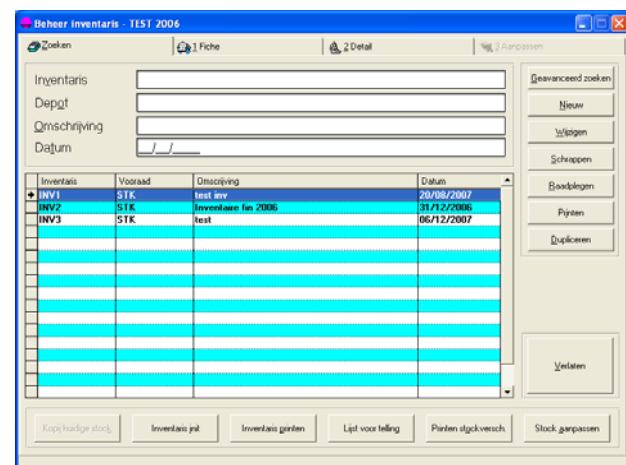 Beheer inventaris - TEST 2006
Zoeken 1 Fiche 2 Detail 3 Aanpassen
Inventaris
Depot
Omschrijving
Datum __/__/____
Geavanceerd zoeken
Nieuw
Wijzigen
Schrappen
Raadplegen
Printen
Dupliceren
Verlaten
Inventaris Vooraad Omscrijving Datum
INV1 STK test inv 20/08/2007
INV2 STK Inventaire fin 2006 31/12/2006
INV3 STK test 06/12/2007
Kopij huidige stock Inventaris init Inventaris printen Lijst voor telling Printen stockversch. Stock aanpassen